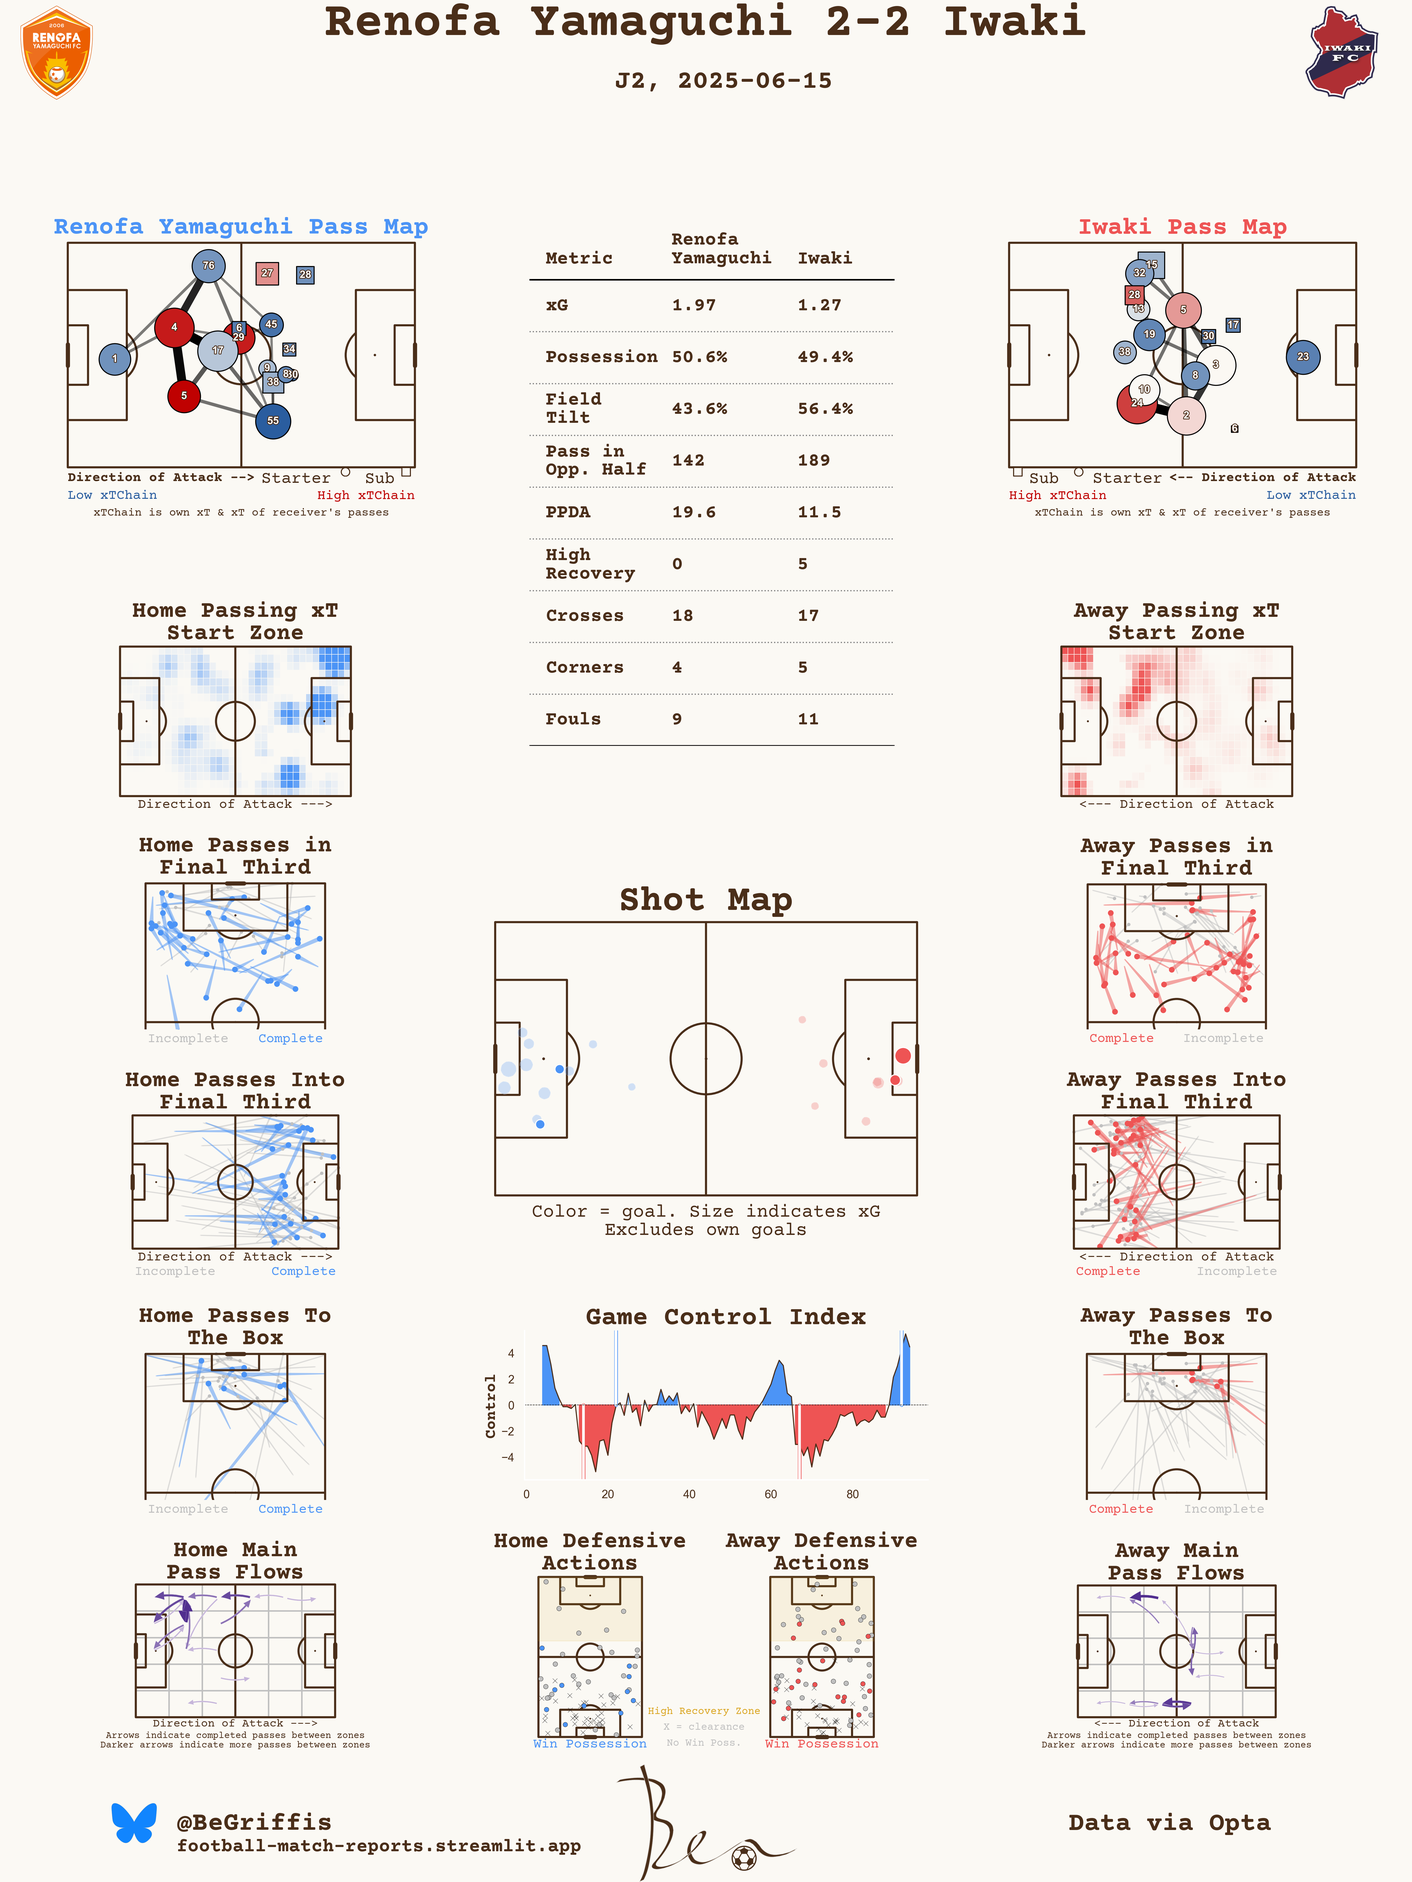 Renofa Yamaguchi 2-2 Iwaki
J2, 2025-06-15
2006
RENOFA
YAMAGUCHI FC
IWAKI
FC
Renofa Yamaguchi Pass Map
76
27
28
4
6
29
45
17
34
1
9
8
30
38
5
55
Direction of Attack --> Starter Sub
Low xTChain High xTChain
xTChain is own xT & xT of receiver's passes
Metric Renofa Yamaguchi Iwaki
xG 1.97 1.27
Possession 50.6% 49.4%
Field Tilt 43.6% 56.4%
Pass in Opp. Half 142 189
PPDA 19.6 11.5
High Recovery 0 5
Crosses 18 17
Corners 4 5
Fouls 9 11
Iwaki Pass Map
15
32
28
13
5
17
19
30
38
3
23
8
10
24
2
6
Sub Starter <-- Direction of Attack
High xTChain Low xTChain
xTChain is own xT & xT of receiver's passes
Home Passing xT
Start Zone
Direction of Attack --->
Away Passing xT
Start Zone
<--- Direction of Attack
Home Passes in
Final Third
Incomplete Complete
Shot Map
Color = goal. Size indicates xG
Excludes own goals
Away Passes in
Final Third
Complete Incomplete
Home Passes Into
Final Third
Direction of Attack --->
Incomplete Complete
Away Passes Into
Final Third
<--- Direction of Attack
Complete Incomplete
Home Passes To
The Box
Incomplete Complete
Game Control Index
Control
4
2
0
−2
−4
0 20 40 60 80
Away Passes To
The Box
Complete Incomplete
Home Main
Pass Flows
Direction of Attack --->
Arrows indicate completed passes between zones
Darker arrows indicate more passes between zones
Home Defensive
Actions
Win Possession
High Recovery Zone
X = clearance
No Win Poss.
Away Defensive
Actions
Win Possession
Away Main
Pass Flows
<--- Direction of Attack
Arrows indicate completed passes between zones
Darker arrows indicate more passes between zones
@BeGriffis
football-match-reports.streamlit.app
Ben
Data via Opta